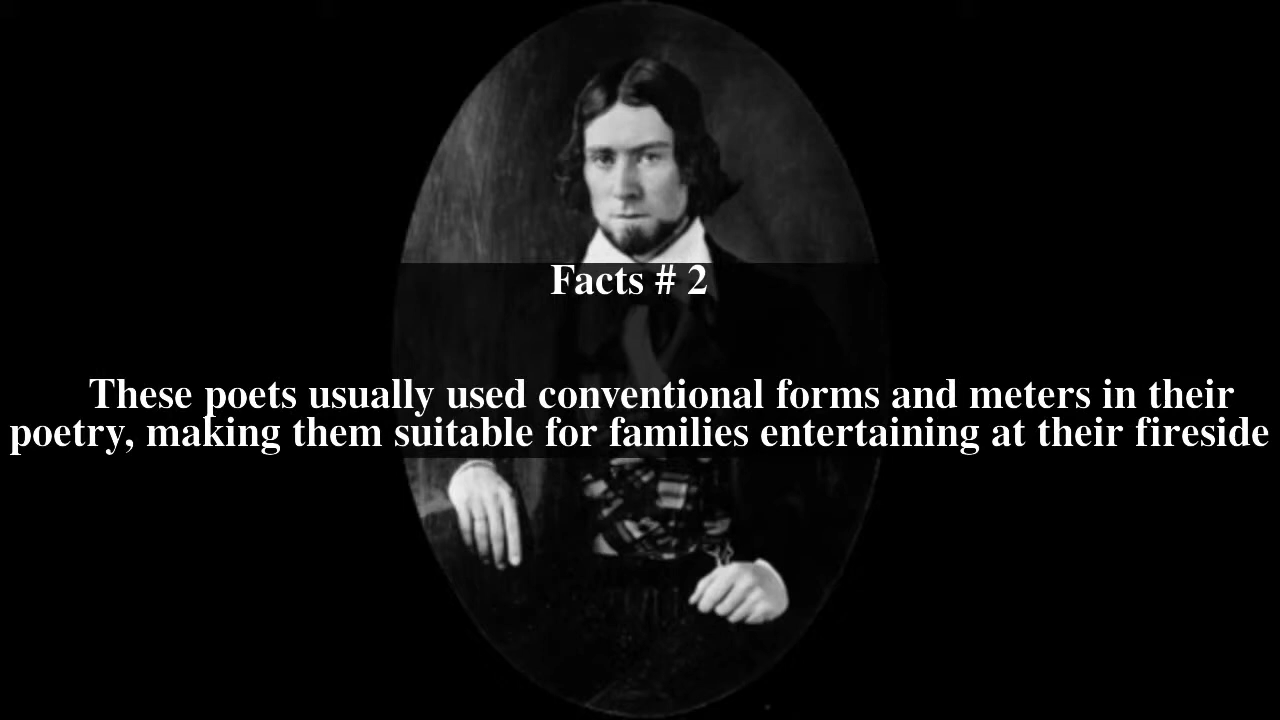 Facts # 2
These poets usually used conventional forms and meters in their
poetry, making them suitable for families entertaining at their fireside